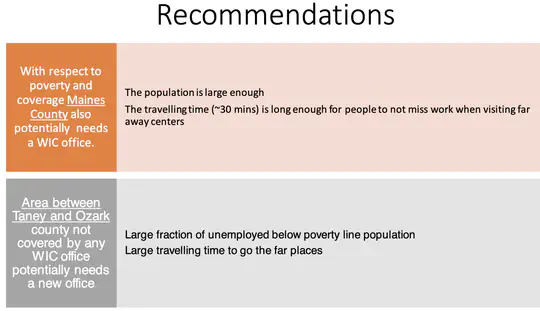 Recommendations
With respect to
poverty and
coverage Maines
County also
potentially needs
a WIC office.
The population is large enough
The travelling time (~30 mins) is long enough for people to not miss work when visiting far
away centers
Area between
Taney and Ozark
county not
covered by any
WIC office
potentially needs
a new office
Large fraction of unemployed below poverty line population
Large travelling time to go the far places